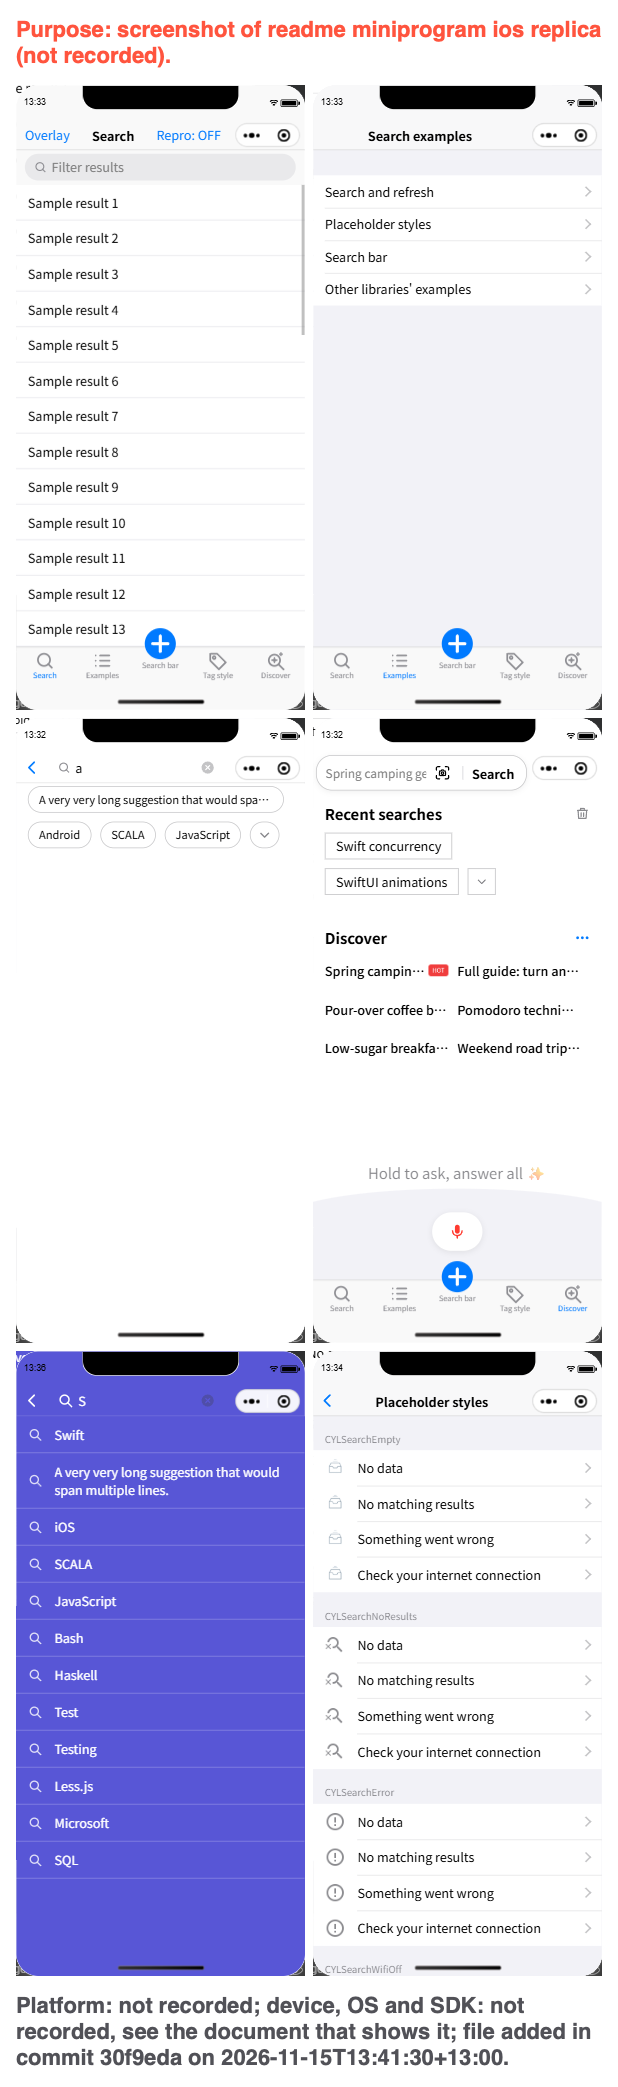 Purpose: screenshot of readme miniprogram ios replica
(not recorded).
13:33
Overlay Search Repro: OFF
Filter results
Sample result 1
Sample result 2
Sample result 3
Sample result 4
Sample result 5
Sample result 6
Sample result 7
Sample result 8
Sample result 9
Sample result 10
Sample result 11
Sample result 12
Sample result 13
Search Examples Search bar Tag style Discover
13:33
Search examples
Search and refresh
Placeholder styles
Search bar
Other libraries' examples
Search Examples Search bar Tag style Discover
13:32
a
A very very long suggestion that would spa···
Android SCALA JavaScript
13:32
Spring camping ge Search
Recent searches
Swift concurrency
SwiftUI animations
Discover
Spring campin··· HOT Full guide: turn an···
Pour-over coffee b··· Pomodoro techni···
Low-sugar breakfa··· Weekend road trip···
Hold to ask, answer all ✨
Search Examples Search bar Tag style Discover
13:36
S
Swift
A very very long suggestion that would
span multiple lines.
iOS
SCALA
JavaScript
Bash
Haskell
Test
Testing
Less.js
Microsoft
SQL
13:34
Placeholder styles
CYLSearchEmpty
No data
No matching results
Something went wrong
Check your internet connection
CYLSearchNoResults
No data
No matching results
Something went wrong
Check your internet connection
CYLSearchError
No data
No matching results
Something went wrong
Check your internet connection
CYLSearchWifiOff
Platform: not recorded; device, OS and SDK: not
recorded, see the document that shows it; file added in
commit 30f9eda on 2026-11-15T13:41:30+13:00.